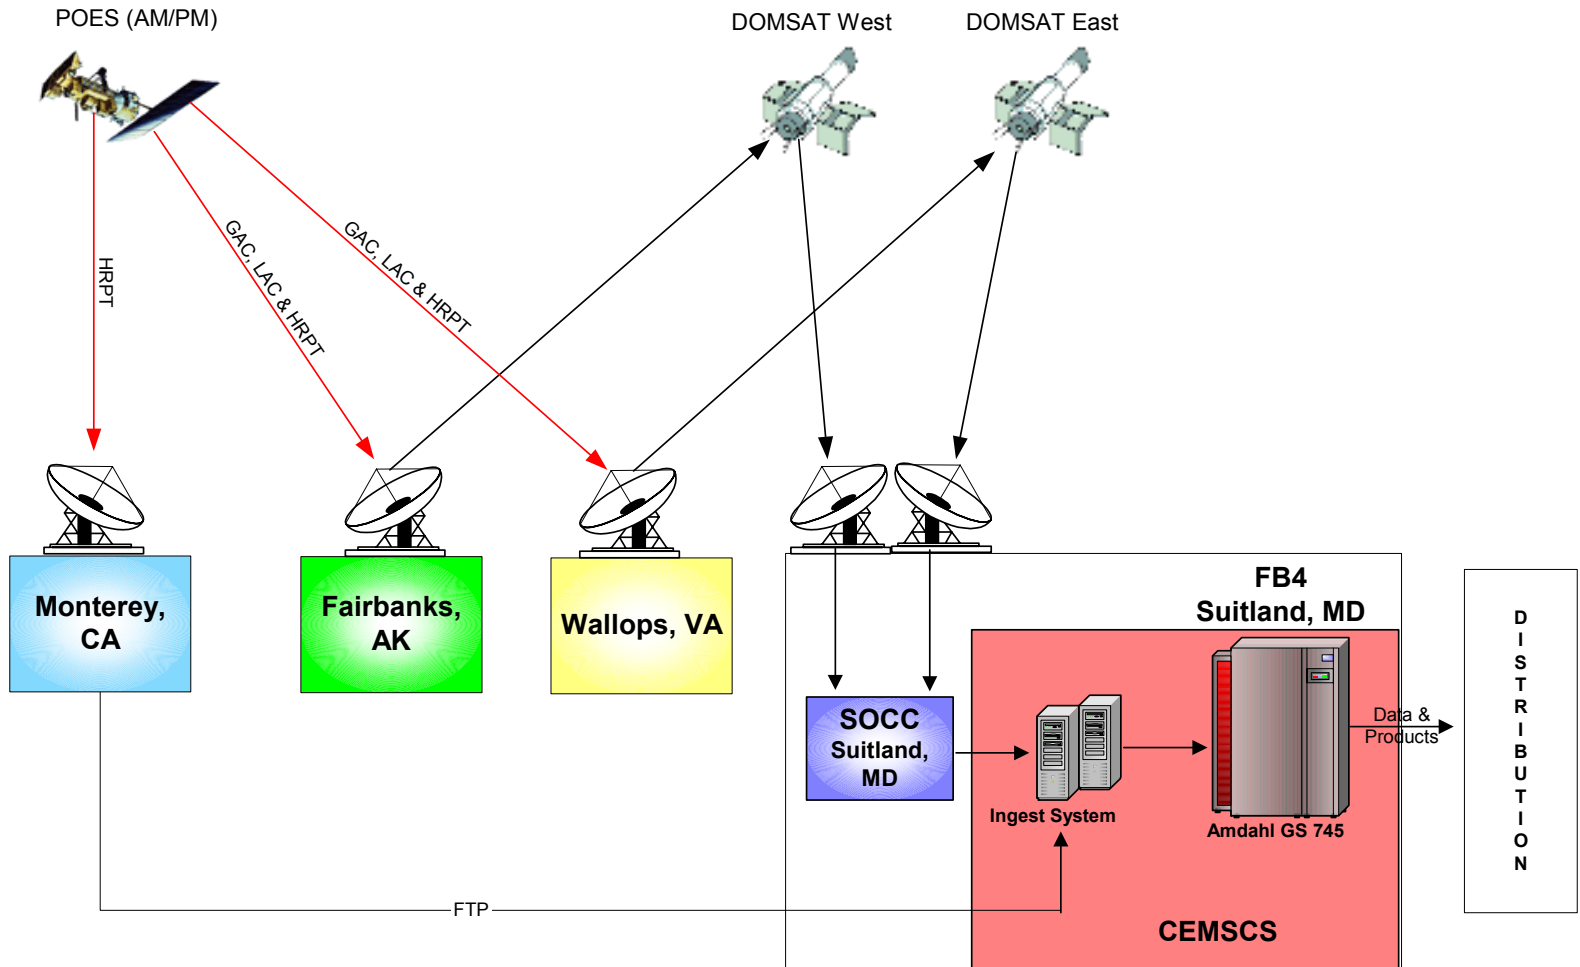 POES (AM/PM)
DOMSAT West
DOMSAT East
HRPT
GAC, LAC & HRPT
GAC, LAC & HRPT
Monterey,
CA
Fairbanks,
AK
Wallops, VA
FB4
Suitland, MD
SOCC
Suitland,
MD
Ingest System
Amdahl GS 745
Data &
Products
DISTRIBUTION
FTP
CEMSCS